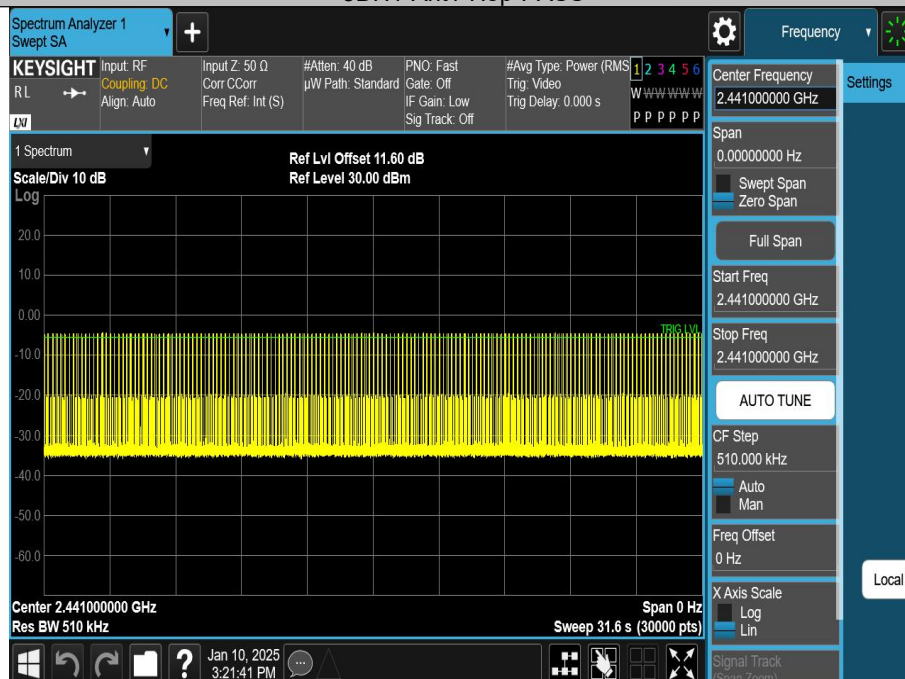 Spectrum Analyzer 1
Swept SA
+
Frequency
KEYSIGHT
RL
LXI
Input: RF
Coupling: DC
Align: Auto
Input Z: 50 Ω
Corr CCorr
Freq Ref: Int (S)
#Atten: 40 dB
µW Path: Standard
PNO: Fast
Gate: Off
IF Gain: Low
Sig Track: Off
#Avg Type: Power (RMS
Trig: Video
Trig Delay: 0.000 s
1 2 3 4 5 6
W W W W W W
P P P P P P
1 Spectrum
Scale/Div 10 dB
Log
Ref Lvl Offset 11.60 dB
Ref Level 30.00 dBm
20.0
10.0
0.00
-10.0
-20.0
-30.0
-40.0
-50.0
-60.0
TRIG LVL
Center 2.441000000 GHz
Res BW 510 kHz
Span 0 Hz
Sweep 31.6 s (30000 pts)
Center Frequency
2.441000000 GHz
Span
0.00000000 Hz
Swept Span
Zero Span
Full Span
Start Freq
2.441000000 GHz
Stop Freq
2.441000000 GHz
AUTO TUNE
CF Step
510.000 kHz
Auto
Man
Freq Offset
0 Hz
X Axis Scale
Log
Lin
Signal Track
(Span Zoom)
Settings
Local
?
Jan 10, 2025
3:21:41 PM